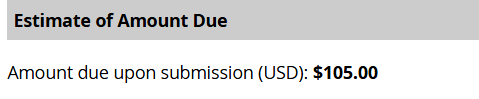 Estimate of Amount Due
Amount due upon submission (USD): $105.00